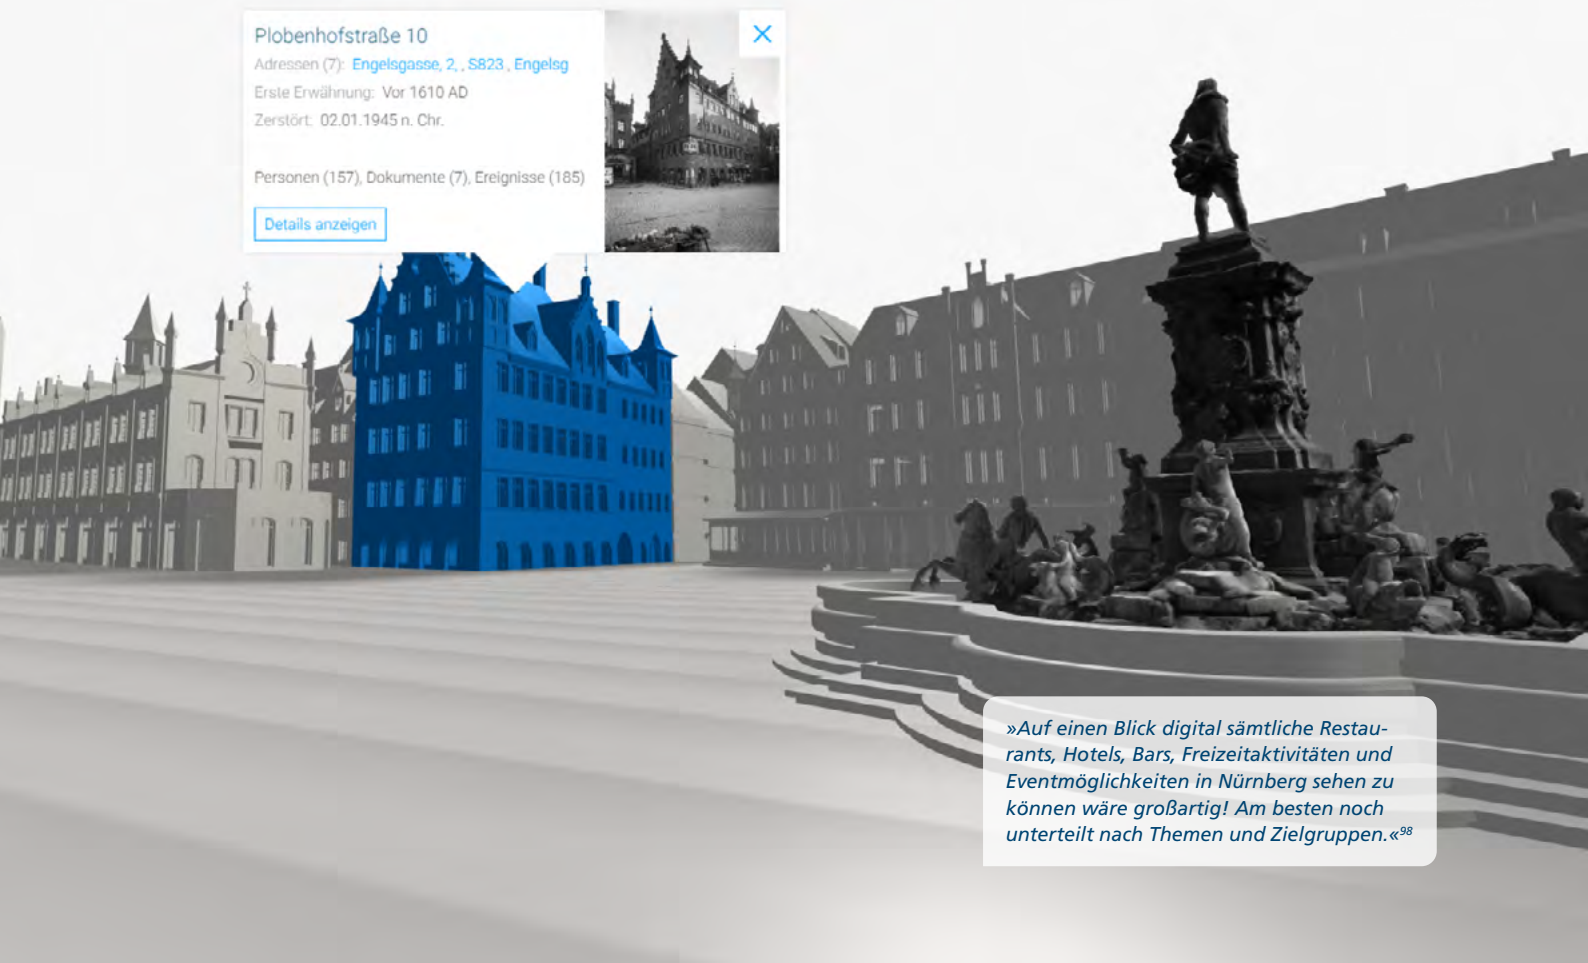 Plobenhofstraße 10
Adressen (7): Engelsgasse, 2, , S823 , Engelsg
Erste Erwähnung: Vor 1610 AD
Zerstört: 02.01.1945 n. Chr.
Personen (157), Dokumente (7), Ereignisse (185)
Details anzeigen
»Auf einen Blick digital sämtliche Restau-
rants, Hotels, Bars, Freizeitaktivitäten und
Eventmöglichkeiten in Nürnberg sehen zu
können wäre großartig! Am besten noch
unterteilt nach Themen und Zielgruppen.«98